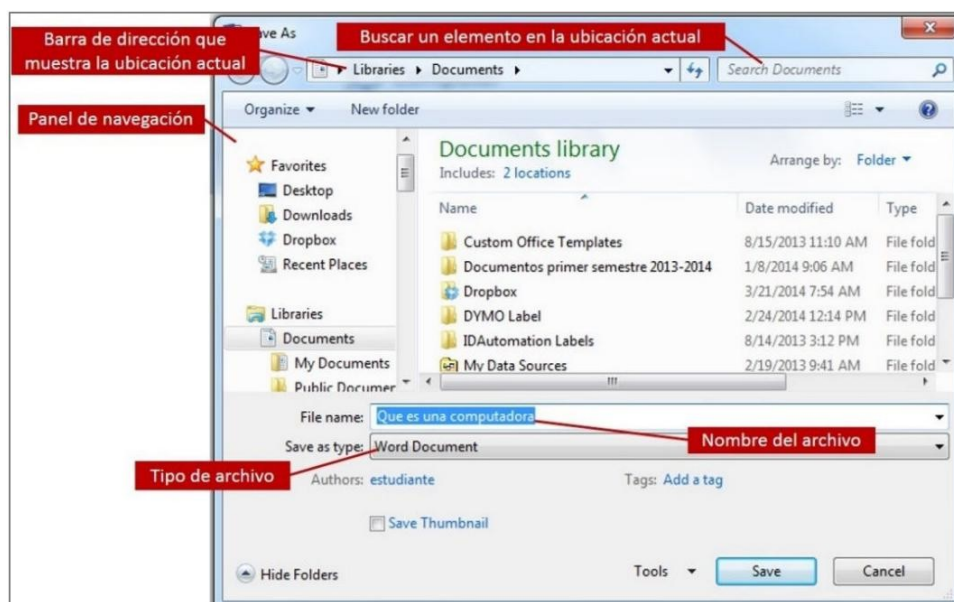 Save As
Barra de dirección que
muestra la ubicación actual
Buscar un elemento en la ubicación actual
Libraries Documents
Search Documents
Organize
New folder
Panel de navegación
Favorites
Desktop
Downloads
Dropbox
Recent Places
Libraries
Documents
My Documents
Public Documer
Documents library
Includes: 2 locations
Arrange by: Folder
Name Date modified Type
Custom Office Templates 8/15/2013 11:10 AM File fold
Documentos primer semestre 2013-2014 1/8/2014 9:06 AM File fold
Dropbox 3/21/2014 7:54 AM File fold
DYMO Label 2/24/2014 12:14 PM File fold
IDAutomation Labels 8/14/2013 3:12 PM File fold
My Data Sources 2/19/2013 9:41 AM File fold
File name: Que es una computadora
Nombre del archivo
Save as type: Word Document
Tipo de archivo
Authors: estudiante
Tags: Add a tag
Save Thumbnail
Hide Folders
Tools
Save
Cancel